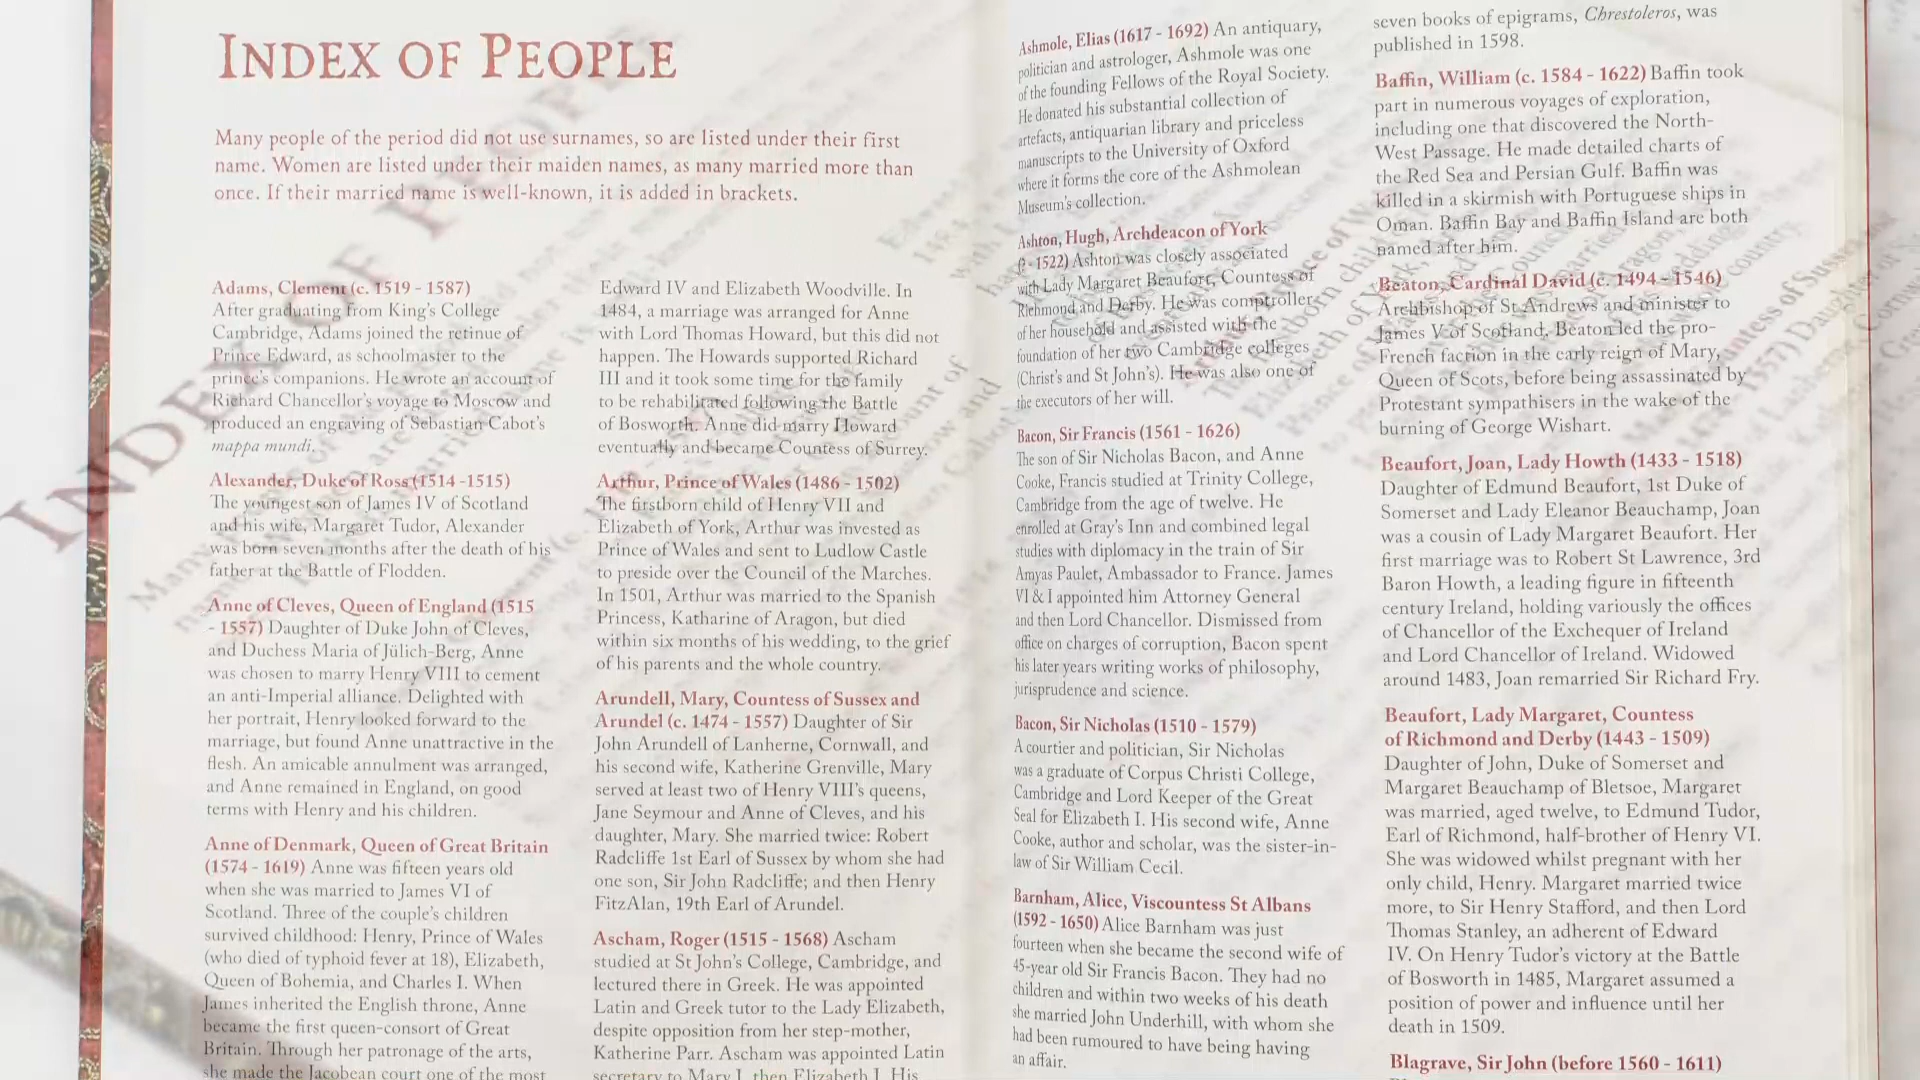 INDEX OF PEOPLE
Many people of the period did not use surnames, so are listed under their first
name. Women are listed under their maiden names, as many married more than
once. If their married name is well-known, it is added in brackets.
Adams, Clement (c. 1519 - 1587)
After graduating from King's College
Cambridge, Adams joined the retinue of
Prince Edward, as schoolmaster to the
prince's companions. He wrote an account of
Richard Chancellor's voyage to Moscow and
produced an engraving of Sebastian Cabot's
mappa mundi.
Alexander, Duke of Ross (1514 -1515)
The youngest son of James IV of Scotland
and his wife, Margaret Tudor, Alexander
was born seven months after the death of his
father at the Battle of Flodden.
Anne of Cleves, Queen of England (1515
- 1557) Daughter of Duke John of Cleves,
and Duchess Maria of Jülich-Berg, Anne
was chosen to marry Henry VIII to cement
an anti-Imperial alliance. Delighted with
her portrait, Henry looked forward to the
marriage, but found Anne unattractive in the
flesh. An amicable annulment was arranged,
and Anne remained in England, on good
terms with Henry and his children.
Anne of Denmark, Queen of Great Britain
(1574 - 1619) Anne was fifteen years old
when she was married to James VI of
Scotland. Three of the couple's children
survived childhood: Henry, Prince of Wales
(who died of typhoid fever at 18), Elizabeth,
Queen of Bohemia, and Charles I. When
James inherited the English throne, Anne
became the first queen-consort of Great
Britain. Through her patronage of the arts,
she made the Jacobean court one of the most
Edward IV and Elizabeth Woodville. In
1484, a marriage was arranged for Anne
with Lord Thomas Howard, but this did not
happen. The Howards supported Richard
III and it took some time for the family
to be rehabilitated following the Battle
of Bosworth. Anne did marry Howard
eventually and became Countess of Surrey.
Arthur, Prince of Wales (1486 - 1502)
The firstborn child of Henry VII and
Elizabeth of York, Arthur was invested as
Prince of Wales and sent to Ludlow Castle
to preside over the Council of the Marches.
In 1501, Arthur was married to the Spanish
Princess, Katharine of Aragon, but died
within six months of his wedding, to the grief
of his parents and the whole country.
Arundell, Mary, Countess of Sussex and
Arundel (c. 1474 - 1557) Daughter of Sir
John Arundell of Lanherne, Cornwall, and
his second wife, Katherine Grenville, Mary
served at least two of Henry VIII's queens,
Jane Seymour and Anne of Cleves, and his
daughter, Mary. She married twice: Robert
Radcliffe 1st Earl of Sussex by whom she had
one son, Sir John Radcliffe; and then Henry
FitzAlan, 19th Earl of Arundel.
Ascham, Roger (1515 - 1568) Ascham
studied at St John's College, Cambridge, and
lectured there in Greek. He was appointed
Latin and Greek tutor to the Lady Elizabeth,
despite opposition from her step-mother,
Katherine Parr. Ascham was appointed Latin
secretary to Mary I, then Elizabeth I. His
Ashmole, Elias (1617 - 1692) An antiquary,
politician and astrologer, Ashmole was one
of the founding Fellows of the Royal Society.
He donated his substantial collection of
artefacts, antiquarian library and priceless
manuscripts to the University of Oxford
where it forms the core of the Ashmolean
Museum's collection.
Ashton, Hugh, Archdeacon of York
(? - 1522) Ashton was closely associated
with Lady Margaret Beaufort, Countess of
Richmond and Derby. He was comptroller
of her household and assisted with the
foundation of her two Cambridge colleges
(Christ's and St John's). He was also one of
the executors of her will.
Bacon, Sir Francis (1561 - 1626)
The son of Sir Nicholas Bacon, and Anne
Cooke, Francis studied at Trinity College,
Cambridge from the age of twelve. He
enrolled at Gray's Inn and combined legal
studies with diplomacy in the train of Sir
Amyas Paulet, Ambassador to France. James
VI & I appointed him Attorney General
and then Lord Chancellor. Dismissed from
office on charges of corruption, Bacon spent
his later years writing works of philosophy,
jurisprudence and science.
Bacon, Sir Nicholas (1510 - 1579)
A courtier and politician, Sir Nicholas
was a graduate of Corpus Christi College,
Cambridge and Lord Keeper of the Great
Seal for Elizabeth I. His second wife, Anne
Cooke, author and scholar, was the sister-in-
law of Sir William Cecil.
Barnham, Alice, Viscountess St Albans
(1592 - 1650) Alice Barnham was just
fourteen when she became the second wife of
45-year old Sir Francis Bacon. They had no
children and within two weeks of his death
she married John Underhill, with whom she
had been rumoured to have being having
an affair.
seven books of epigrams, Chrestoleros, was
published in 1598.
Baffin, William (c. 1584 - 1622) Baffin took
part in numerous voyages of exploration,
including one that discovered the North-
West Passage. He made detailed charts of
the Red Sea and Persian Gulf. Baffin was
killed in a skirmish with Portuguese ships in
Oman. Baffin Bay and Baffin Island are both
named after him.
Beaton, Cardinal David (c. 1494 - 1546)
Archbishop of St Andrews and minister to
James V of Scotland, Beaton led the pro-
French faction in the early reign of Mary,
Queen of Scots, before being assassinated by
Protestant sympathisers in the wake of the
burning of George Wishart.
Beaufort, Joan, Lady Howth (1433 - 1518)
Daughter of Edmund Beaufort, 1st Duke of
Somerset and Lady Eleanor Beauchamp, Joan
was a cousin of Lady Margaret Beaufort. Her
first marriage was to Robert St Lawrence, 3rd
Baron Howth, a leading figure in fifteenth
century Ireland, holding variously the offices
of Chancellor of the Exchequer of Ireland
and Lord Chancellor of Ireland. Widowed
around 1483, Joan remarried Sir Richard Fry.
Beaufort, Lady Margaret, Countess
of Richmond and Derby (1443 - 1509)
Daughter of John, Duke of Somerset and
Margaret Beauchamp of Bletsoe, Margaret
was married, aged twelve, to Edmund Tudor,
Earl of Richmond, half-brother of Henry VI.
She was widowed whilst pregnant with her
only child, Henry. Margaret married twice
more, to Sir Henry Stafford, and then Lord
Thomas Stanley, an adherent of Edward
IV. On Henry Tudor's victory at the Battle
of Bosworth in 1485, Margaret assumed a
position of power and influence until her
death in 1509.
Blagrave, Sir John (before 1560 - 1611)
INDEX OF PEOPLE